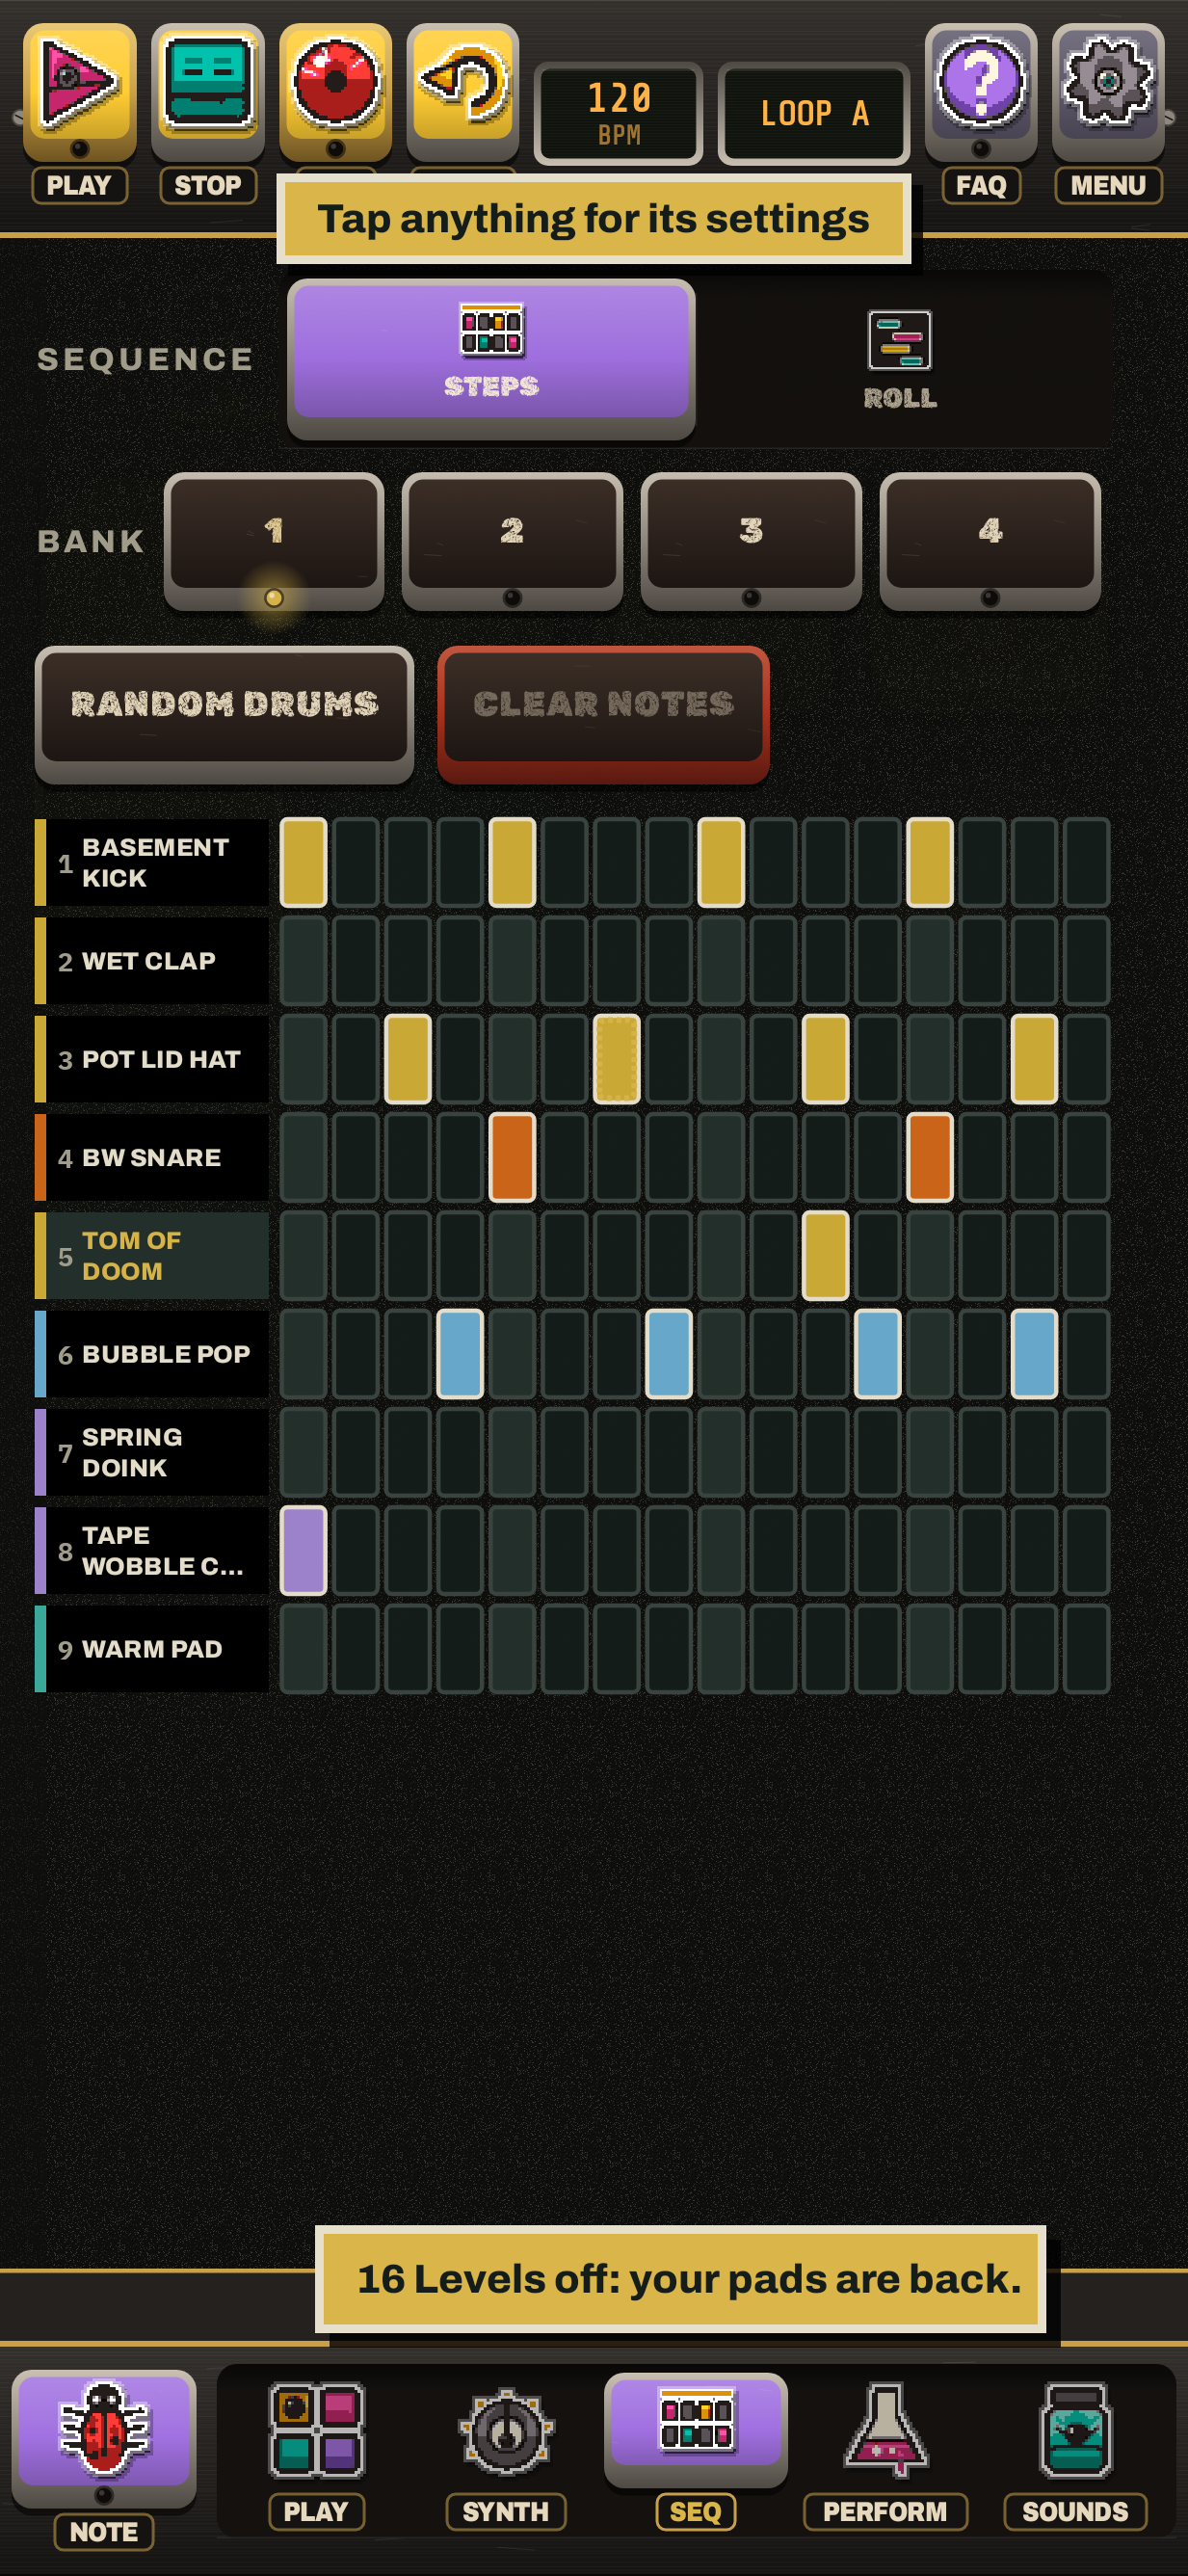 120
BPM
LOOP A
PLAY
STOP
FAQ
MENU
Tap anything for its settings
SEQUENCE
STEPS
ROLL
BANK
1
2
3
4
RANDOM DRUMS
CLEAR NOTES
1 BASEMENT
KICK
2 WET CLAP
3 POT LID HAT
4 BW SNARE
5 TOM OF
DOOM
6 BUBBLE POP
7 SPRING
DOINK
8 TAPE
WOBBLE C...
9 WARM PAD
16 Levels off: your pads are back.
NOTE
PLAY
SYNTH
SEQ
PERFORM
SOUNDS